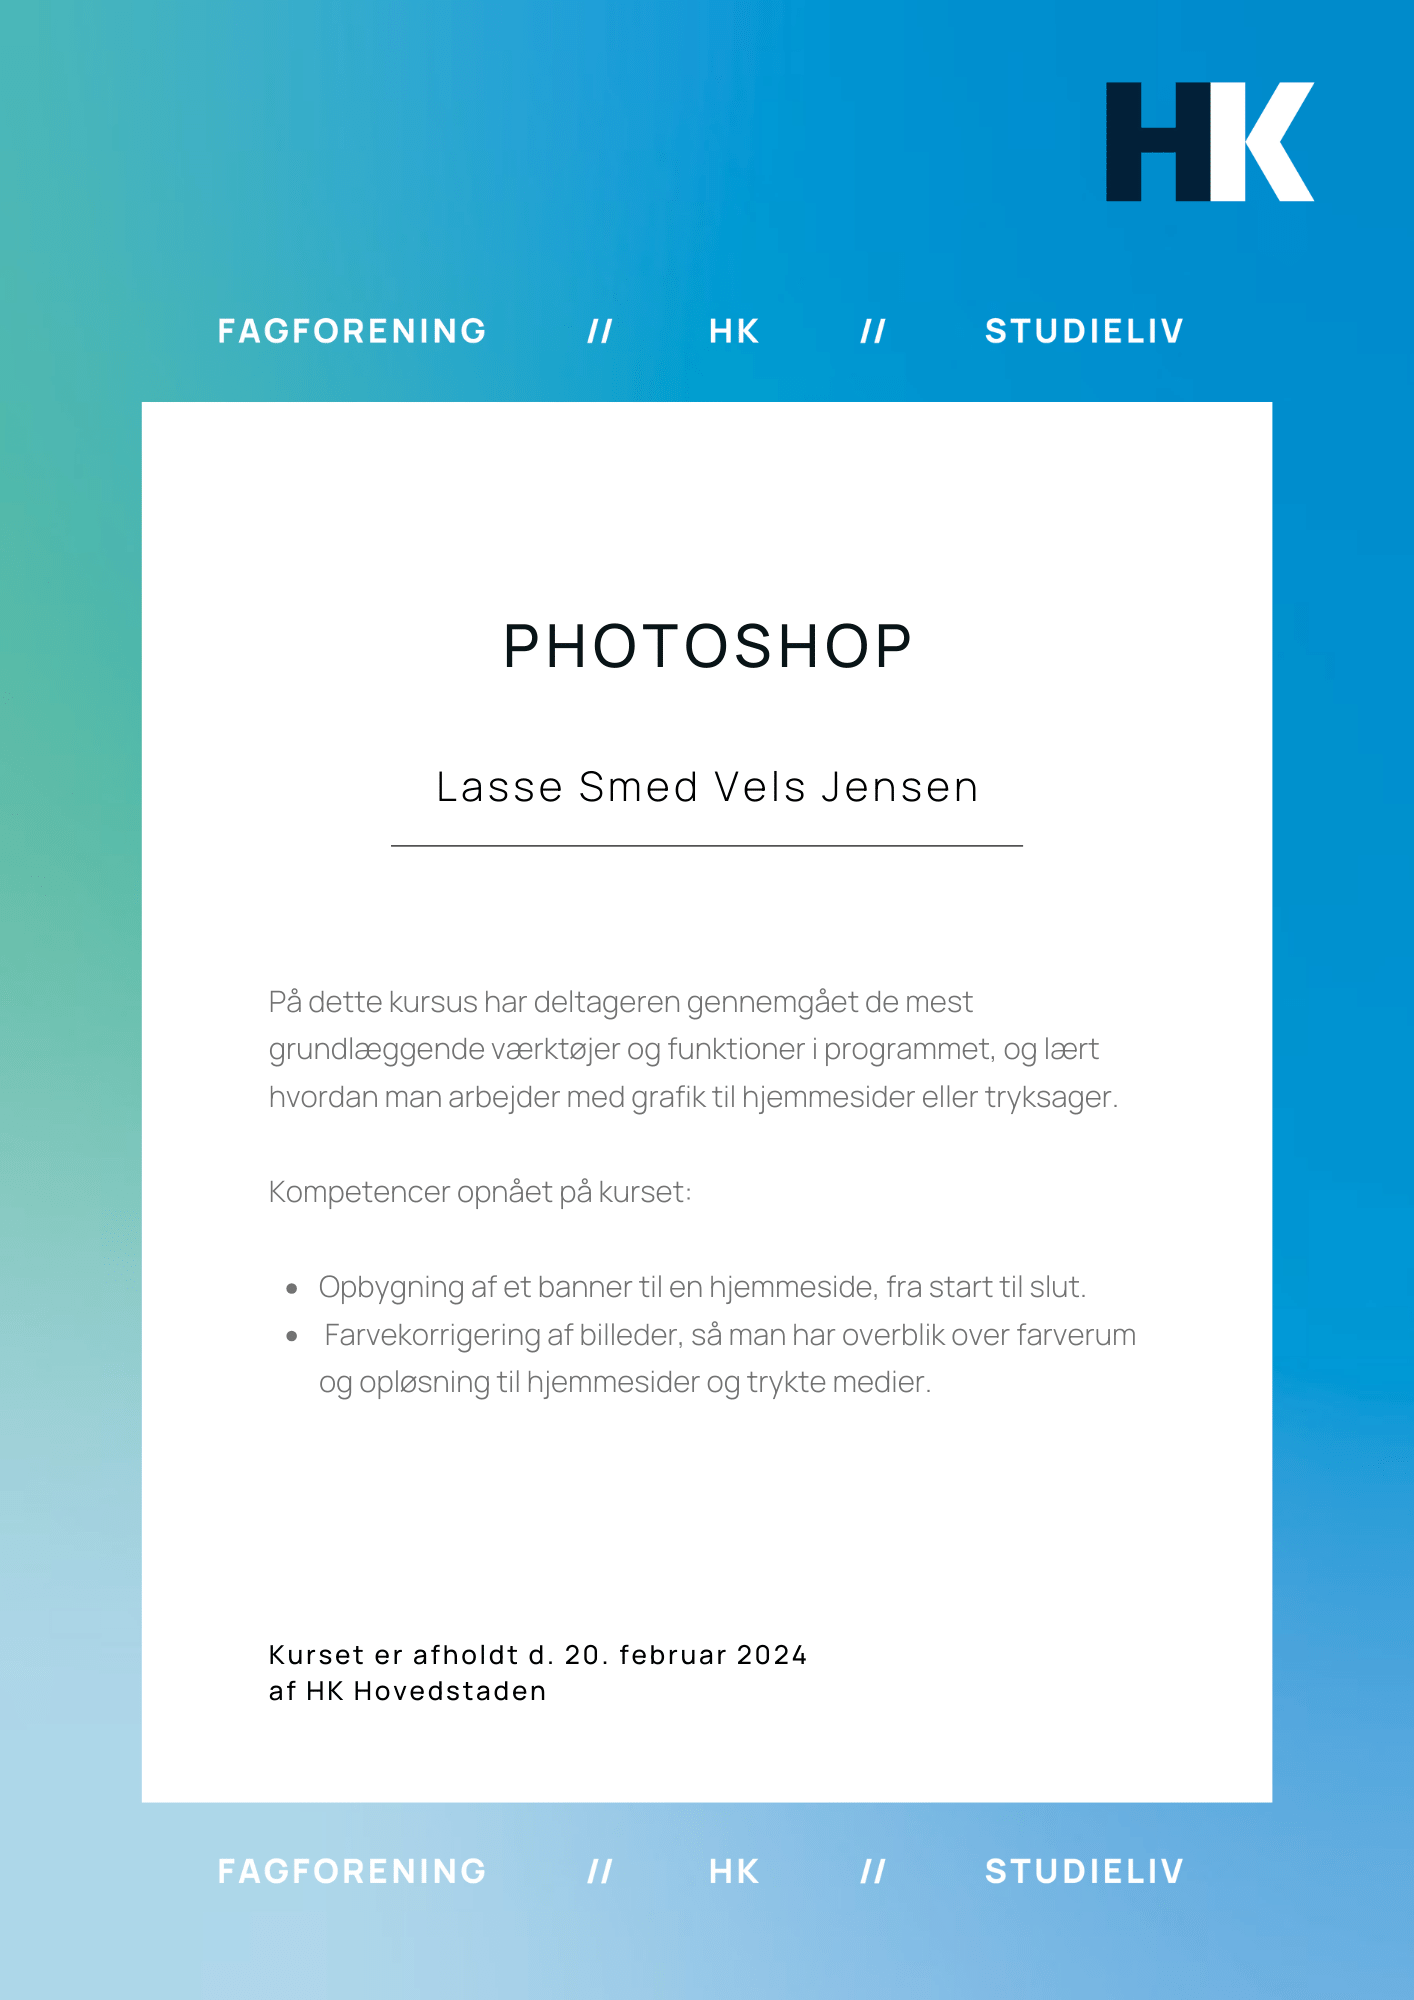 HK
FAGFORENING // HK // STUDIELIV
PHOTOSHOP
Lasse Smed Vels Jensen
På dette kursus har deltageren gennemgået de mest
grundlæggende værktøjer og funktioner i programmet, og lært
hvordan man arbejder med grafik til hjemmesider eller tryksager.
Kompetencer opnået på kurset:
• Opbygning af et banner til en hjemmeside, fra start til slut.
• Farvekorrigering af billeder, så man har overblik over farverum
og opløsning til hjemmesider og trykte medier.
Kurset er afholdt d. 20. februar 2024
af HK Hovedstaden
FAGFORENING // HK // STUDIELIV